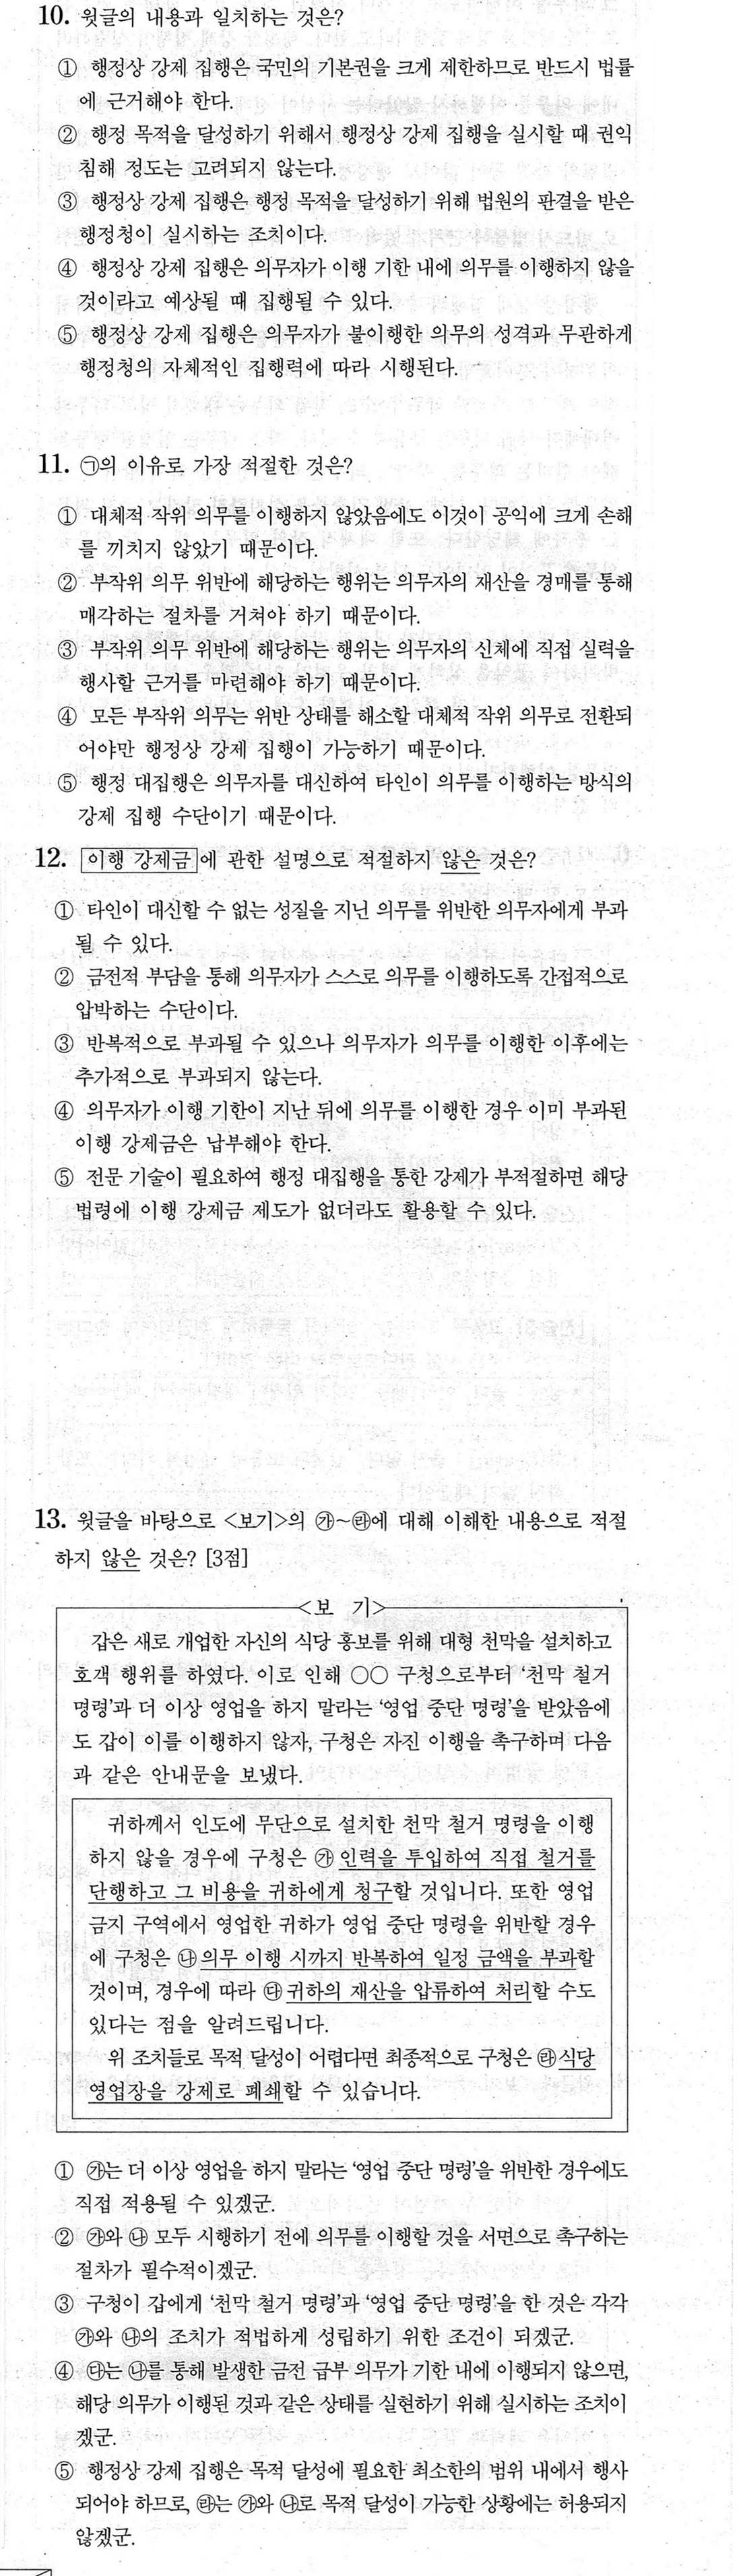 10. 윗글의 내용과 일치하는 것은?
① 행정상 강제 집행은 국민의 기본권을 크게 제한하므로 반드시 법률
에 근거해야 한다.
② 행정 목적을 달성하기 위해서 행정상 강제 집행을 실시할 때 권익
침해 정도는 고려되지 않는다.
③ 행정상 강제 집행은 행정 목적을 달성하기 위해 법원의 판결을 받은
행정청이 실시하는 조치이다.
④ 행정상 강제 집행은 의무자가 이행 기한 내에 의무를 이행하지 않을
것이라고 예상될 때 집행될 수 있다.
⑤ 행정상 강제 집행은 의무자가 불이행한 의무의 성격과 무관하게
행정청의 자체적인 집행력에 따라 시행된다.
11. ㉠의 이유로 가장 적절한 것은?
① 대체적 작위 의무를 이행하지 않았음에도 이것이 공익에 크게 손해
를 끼치지 않았기 때문이다.
② 부작위 의무 위반에 해당하는 행위는 의무자의 재산을 경매를 통해
매각하는 절차를 거쳐야 하기 때문이다.
③ 부작위 의무 위반에 해당하는 행위는 의무자의 신체에 직접 실력을
행사할 근거를 마련해야 하기 때문이다.
④ 모든 부작위 의무는 위반 상태를 해소할 대체적 작위 의무로 전환되
어야만 행정상 강제 집행이 가능하기 때문이다.
⑤ 행정 대집행은 의무자를 대신하여 타인이 의무를 이행하는 방식의
강제 집행 수단이기 때문이다.
12. 이행 강제금에 관한 설명으로 적절하지 않은 것은?
① 타인이 대신할 수 없는 성질을 지닌 의무를 위반한 의무자에게 부과
될 수 있다.
② 금전적 부담을 통해 의무자가 스스로 의무를 이행하도록 간접적으로
압박하는 수단이다.
③ 반복적으로 부과될 수 있으나 의무자가 의무를 이행한 이후에는
추가적으로 부과되지 않는다.
④ 의무자가 이행 기한이 지난 뒤에 의무를 이행한 경우 이미 부과된
이행 강제금은 납부해야 한다.
⑤ 전문 기술이 필요하여 행정 대집행을 통한 강제가 부적절하면 해당
법령에 이행 강제금 제도가 없더라도 활용할 수 있다.
13. 윗글을 바탕으로 <보기>의 ㉮~㉱에 대해 이해한 내용으로 적절
하지 않은 것은? [3점]
<보 기>
갑은 새로 개업한 자신의 식당 홍보를 위해 대형 천막을 설치하고
호객 행위를 하였다. 이로 인해 ○○ 구청으로부터 ‘천막 철거
명령’과 더 이상 영업을 하지 말라는 ‘영업 중단 명령’을 받았음에
도 갑이 이를 이행하지 않자, 구청은 자진 이행을 촉구하며 다음
과 같은 안내문을 보냈다.
귀하께서 인도에 무단으로 설치한 천막 철거 명령을 이행
하지 않을 경우에 구청은 ㉮인력을 투입하여 직접 철거를
단행하고 그 비용을 귀하에게 청구할 것입니다. 또한 영업
금지 구역에서 영업한 귀하가 영업 중단 명령을 위반할 경우
에 구청은 ㉯의무 이행 시까지 반복하여 일정 금액을 부과할
것이며, 경우에 따라 ㉰귀하의 재산을 압류하여 처리할 수도
있다는 점을 알려드립니다.
위 조치들로 목적 달성이 어렵다면 최종적으로 구청은 ㉱식당
영업장을 강제로 폐쇄할 수 있습니다.
① ㉮는 더 이상 영업을 하지 말라는 ‘영업 중단 명령’을 위반한 경우에도
직접 적용될 수 있겠군.
② ㉮와 ㉯ 모두 시행하기 전에 의무를 이행할 것을 서면으로 촉구하는
절차가 필수적이겠군.
③ 구청이 갑에게 ‘천막 철거 명령’과 ‘영업 중단 명령’을 한 것은 각각
㉮와 ㉯의 조치가 적법하게 성립하기 위한 조건이 되겠군.
④ ㉰는 ㉯를 통해 발생한 금전 급부 의무가 기한 내에 이행되지 않으면,
해당 의무가 이행된 것과 같은 상태를 실현하기 위해 실시하는 조치이
겠군.
⑤ 행정상 강제 집행은 목적 달성에 필요한 최소한의 범위 내에서 행사
되어야 하므로, ㉱는 ㉮와 ㉯로 목적 달성이 가능한 상황에는 허용되지
않겠군.